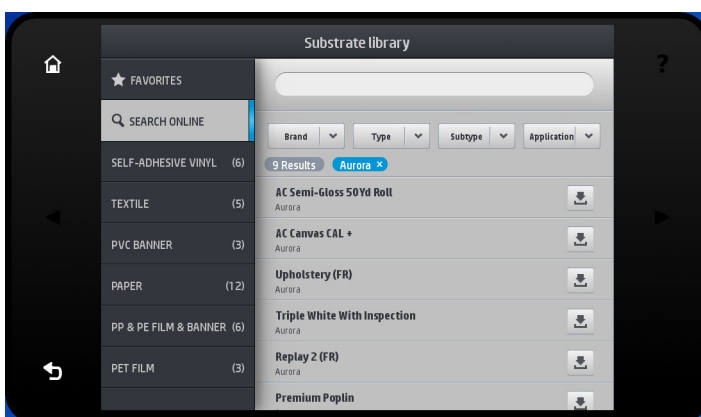 Substrate library
?
FAVORITES
SEARCH ONLINE
SELF-ADHESIVE VINYL (6)
TEXTILE (5)
PVC BANNER (3)
PAPER (12)
PP & PE FILM & BANNER (6)
PET FILM (3)
Brand Type Subtype Application
9 Results Aurora ×
AC Semi-Gloss 50Yd Roll
Aurora
AC Canvas CAL +
Aurora
Upholstery (FR)
Aurora
Triple White With Inspection
Aurora
Replay 2 (FR)
Aurora
Premium Poplin